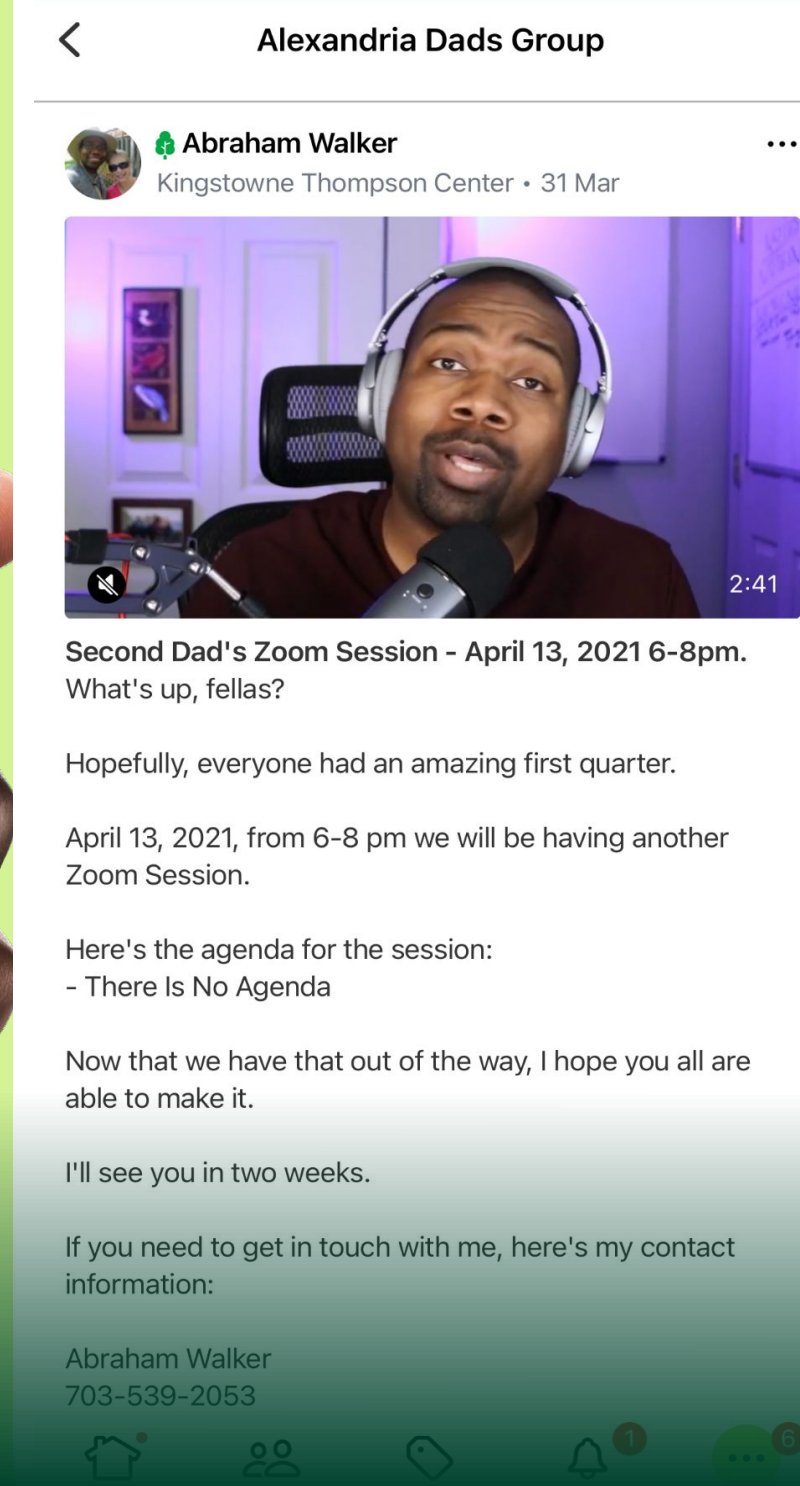 Alexandria Dads Group
Abraham Walker
Kingstowne Thompson Center • 31 Mar
2:41
Second Dad's Zoom Session - April 13, 2021 6-8pm.
What's up, fellas?
Hopefully, everyone had an amazing first quarter.
April 13, 2021, from 6-8 pm we will be having another
Zoom Session.
Here's the agenda for the session:
- There Is No Agenda
Now that we have that out of the way, I hope you all are
able to make it.
I'll see you in two weeks.
If you need to get in touch with me, here's my contact
information:
Abraham Walker
703-539-2053
1
6